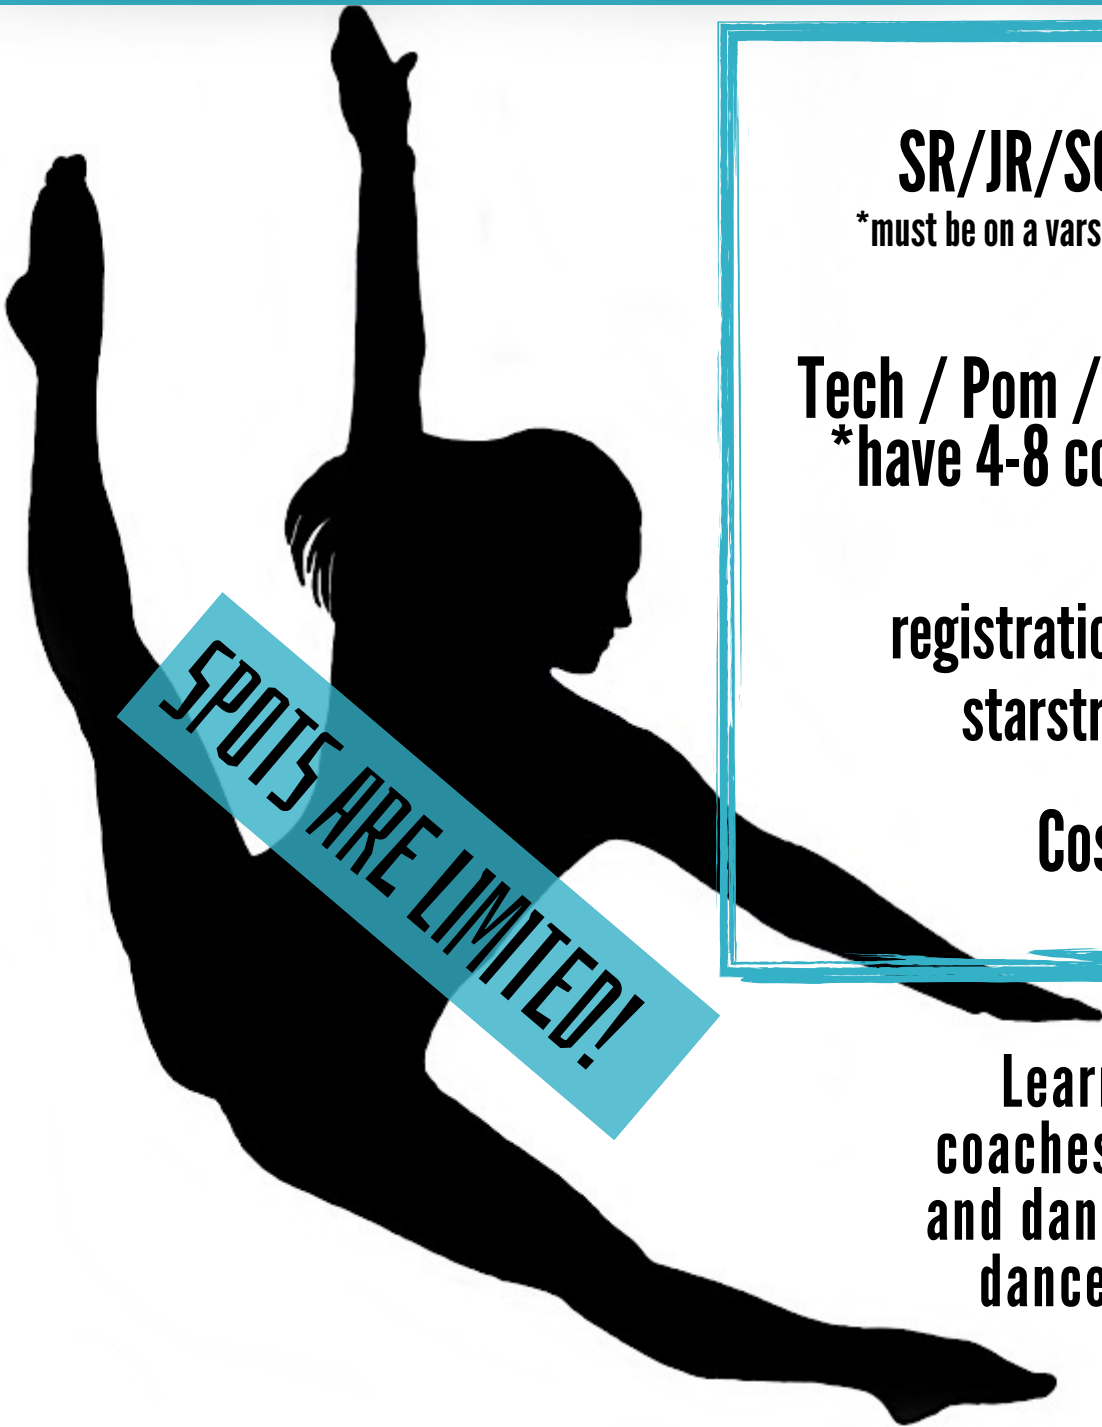 SR/JR/SO
*must be on a vars
Tech / Pom /
*have 4-8 co
registratio
starstr
Cos
SPOTS ARE LIMITED!
Lear
coaches
and dan
dance